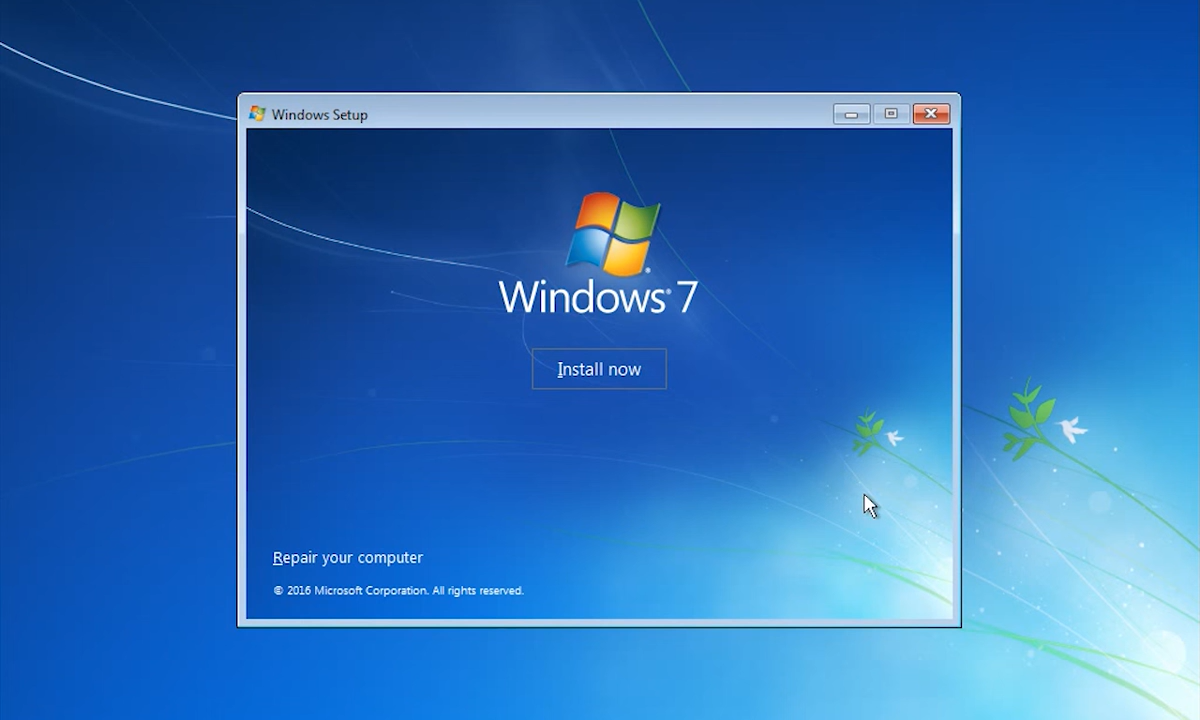 Windows Setup
Windows® 7
Install now
Repair your computer
© 2016 Microsoft Corporation. All rights reserved.